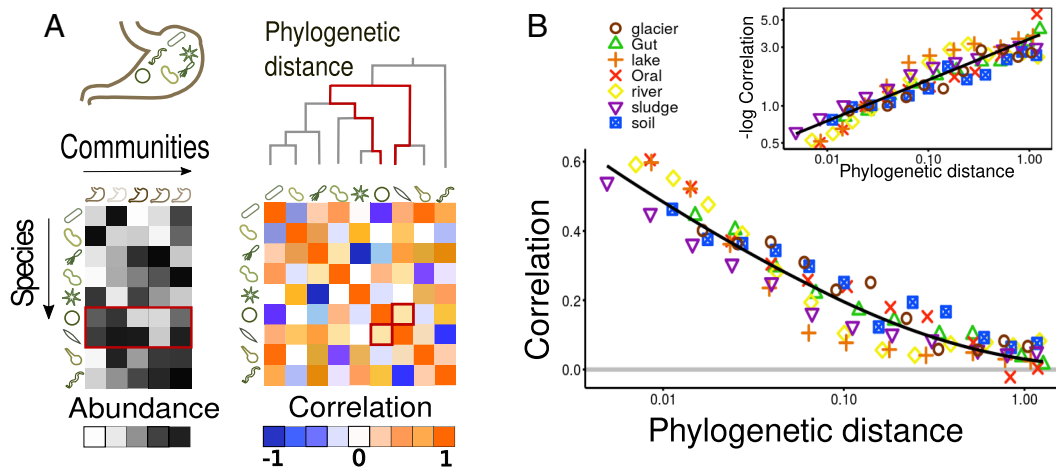 A
Phylogenetic
distance
Communities
Species
Abundance
Correlation
-1
0
1
B
glacier
Gut
lake
Oral
river
sludge
soil
-log Correlation
5.0
3.0
1.0
0.5
0.01
0.10
1.00
Phylogenetic distance
Correlation
0.6
0.4
0.2
0.0
0.01
0.10
1.00
Phylogenetic distance